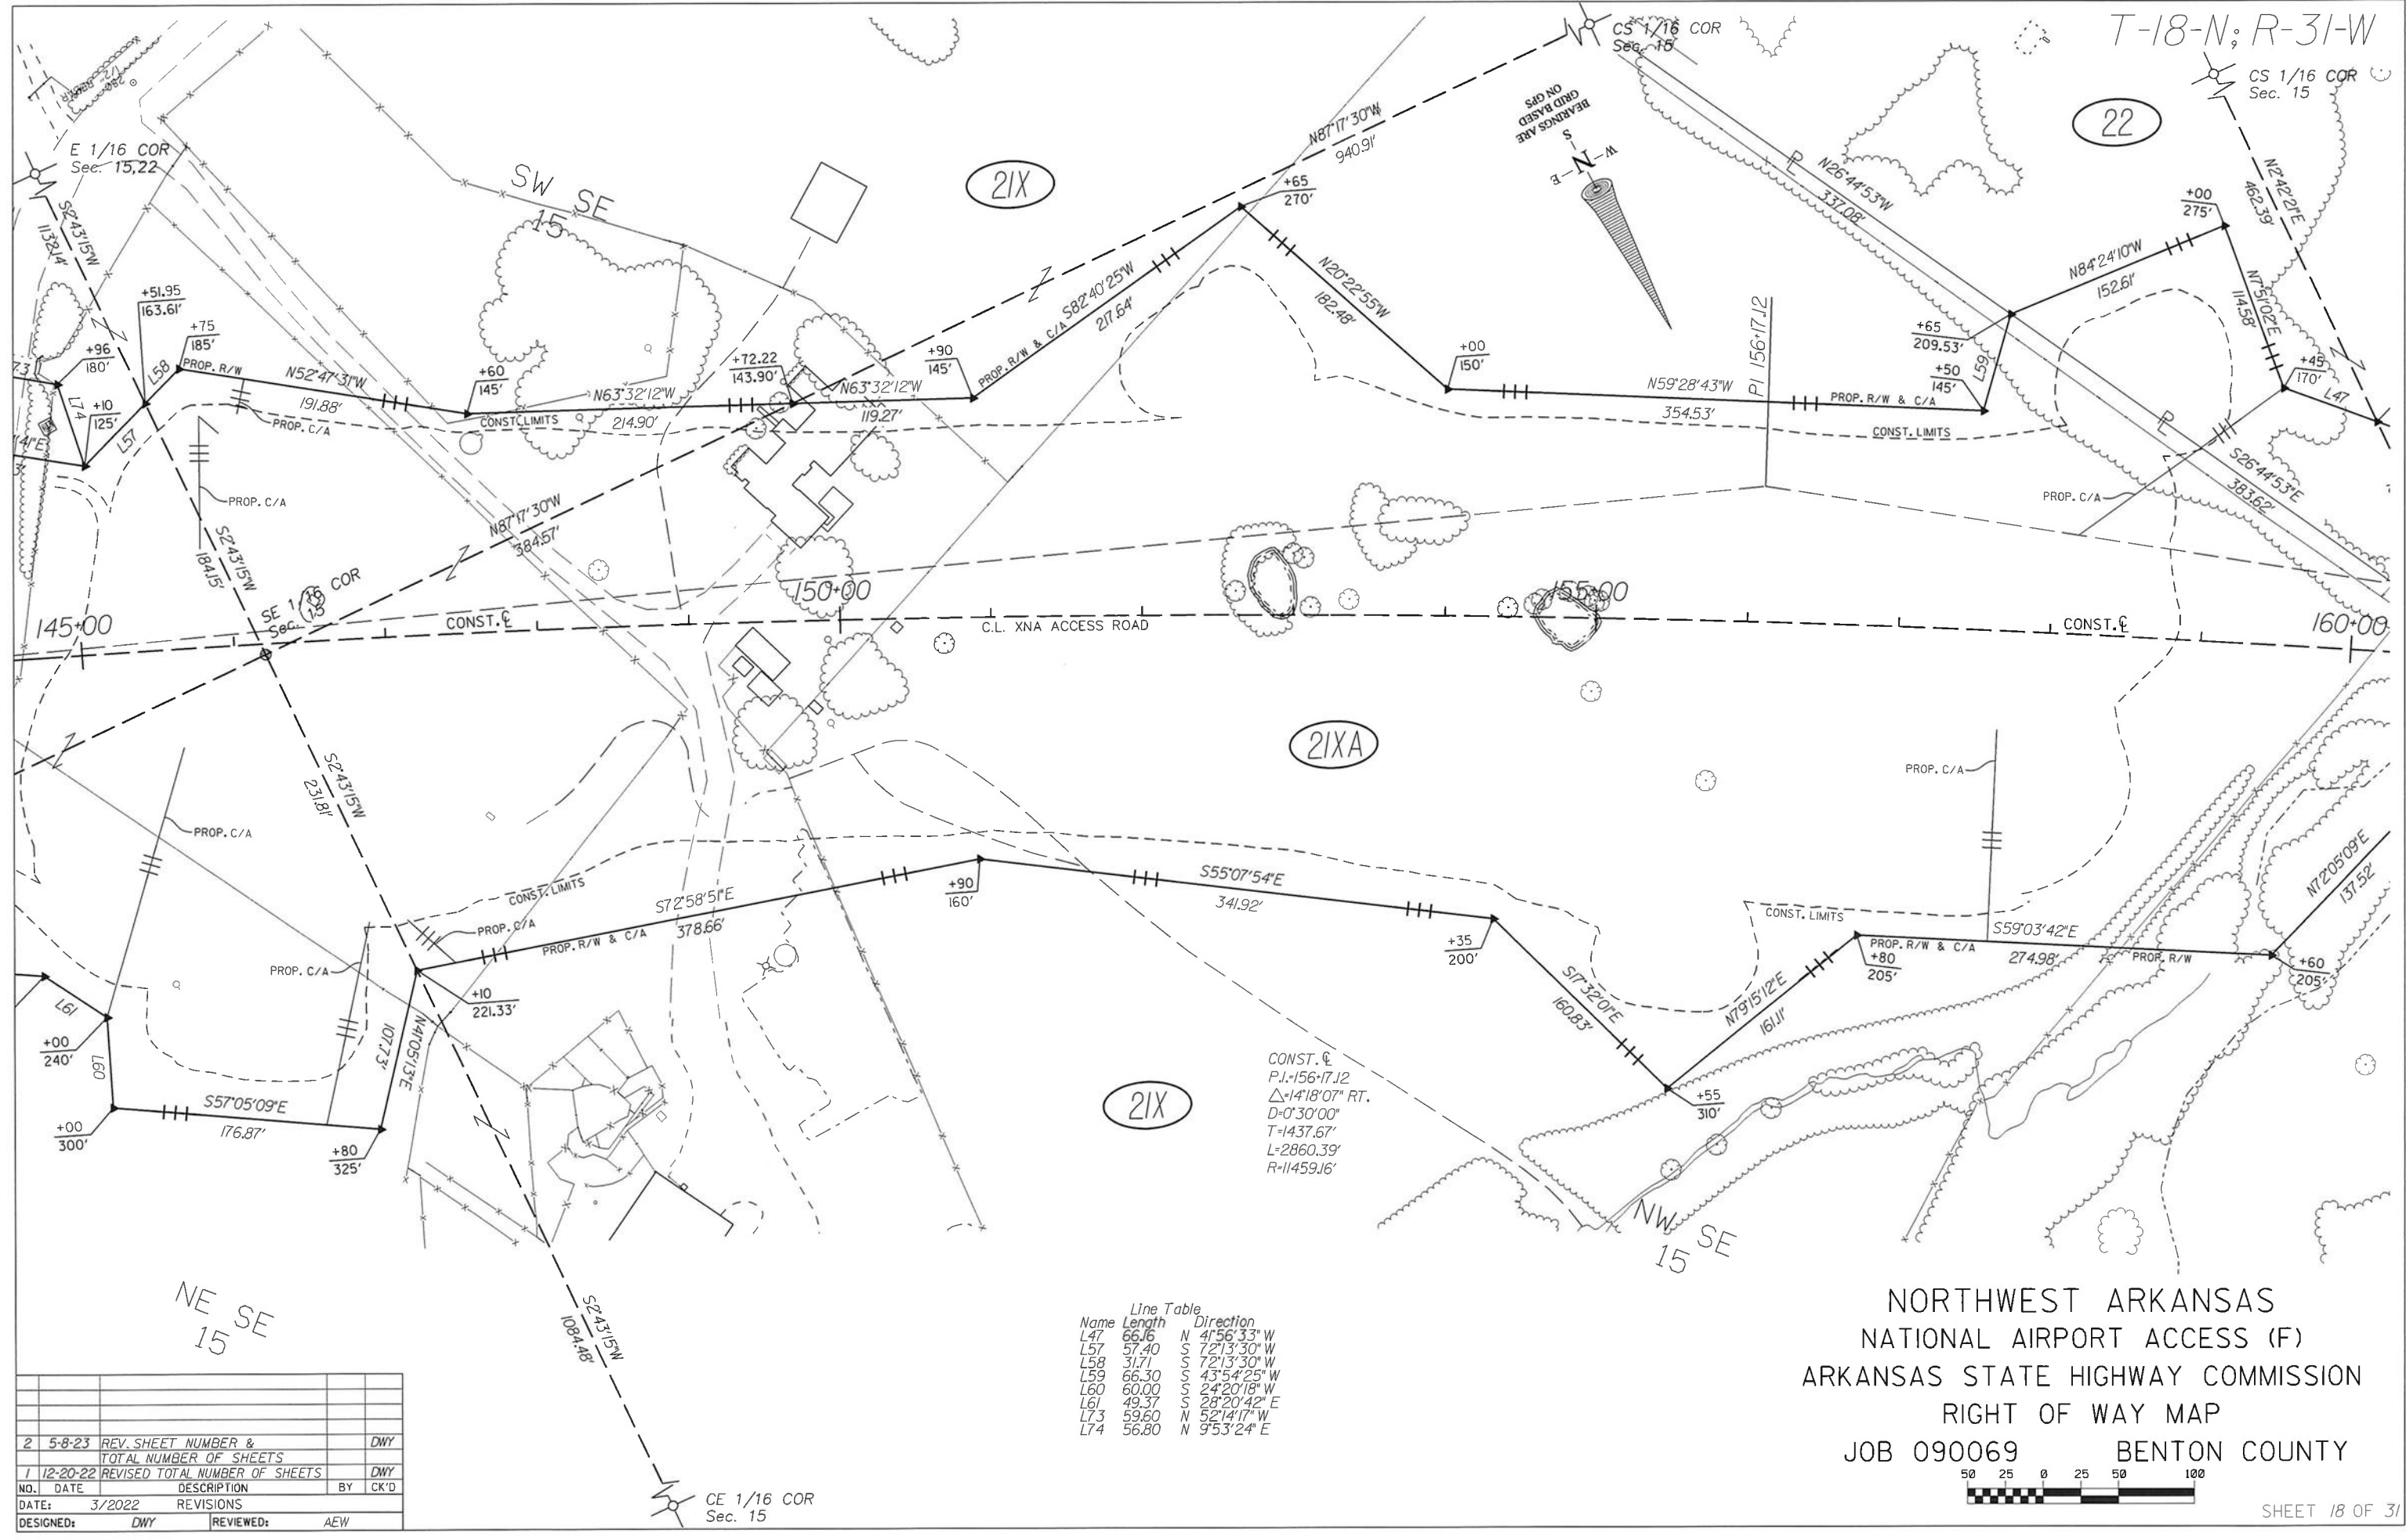 T-18-N; R-31-W
CS 1/16 COR
Sec. 15
CS 1/16 COR
Sec. 15
22
E 1/16 COR
Sec. 15,22
SW SE
15
21X
N87°17'30"W
940.91'
BEARINGS ARE
GRID BASED
ON GPS
S
W
N
E
PL
N26°44'53"W
337.08'
N2°42'21"E
462.39'
S2°43'15"W
1132.14'
+65
270'
+00
275'
N84°24'10"W
152.61'
N7°51'02"E
114.58'
+51.95
163.61'
+75
185'
+96
180'
L58
PROP. R/W
N52°47'31"W
191.88'
+60
145'
+72.22
143.90'
N63°32'12"W
214.90'
N63°32'12"W
119.27'
+90
145'
PROP. R/W & C/A
S82°40'25"W
217.64'
N20°22'55"W
182.48'
+00
150'
PI 156+17.12
N59°28'43"W
354.53'
PROP. R/W & C/A
+65
209.53'
L59
+50
145'
+45
170'
L47
L74
+10
125'
L57
PROP. C/A
CONST. LIMITS
CONST. LIMITS
PL
S26°44'53"E
383.62'
PROP. C/A
PROP. C/A
N87°17'30"W
384.57'
S2°43'15"W
184.15'
SE 1/16 COR
Sec. 15
145+00
CONST. ℄
150+00
C.L. XNA ACCESS ROAD
155+00
CONST. ℄
160+00
21XA
S2°43'15"W
231.81'
PROP. C/A
PROP. C/A
CONST. LIMITS
PROP. C/A
PROP. C/A
S72°58'51"E
378.66'
PROP. R/W & C/A
+90
160'
S55°07'54"E
341.92'
+35
200'
CONST. LIMITS
PROP. R/W & C/A
+80
205'
S59°03'42"E
274.98'
PROP. R/W
+60
205'
N72°05'09"E
137.52'
L61
+00
240'
L60
+10
221.33'
N41°05'13"E
107.73'
S57°05'09"E
176.87'
+00
300'
+80
325'
S17°32'01"E
160.83'
N79°15'12"E
161.11'
+55
310'
21X
CONST. ℄
P.I.=156+17.12
△=14°18'07" RT.
D=0°30'00"
T=1437.67'
L=2860.39'
R=11459.16'
NW SE
15
NE SE
15
S2°43'15"W
1084.48'
CE 1/16 COR
Sec. 15
Line Table
Name Length Direction
L47 66.16 N 41°56'33" W
L57 57.40 S 72°13'30" W
L58 31.71 S 72°13'30" W
L59 66.30 S 43°54'25" W
L60 60.00 S 24°20'18" W
L61 49.37 S 28°20'42" E
L73 59.60 N 52°14'17" W
L74 56.80 N 9°53'24" E
NORTHWEST ARKANSAS
NATIONAL AIRPORT ACCESS (F)
ARKANSAS STATE HIGHWAY COMMISSION
RIGHT OF WAY MAP
JOB 090069 BENTON COUNTY
50 25 0 25 50 100
SHEET 18 OF 31
2 5-8-23 REV. SHEET NUMBER & DWY
TOTAL NUMBER OF SHEETS
1 12-20-22 REVISED TOTAL NUMBER OF SHEETS DWY
NO. DATE DESCRIPTION BY CK'D
DATE: 3/2022 REVISIONS
DESIGNED: DWY REVIEWED: AEW